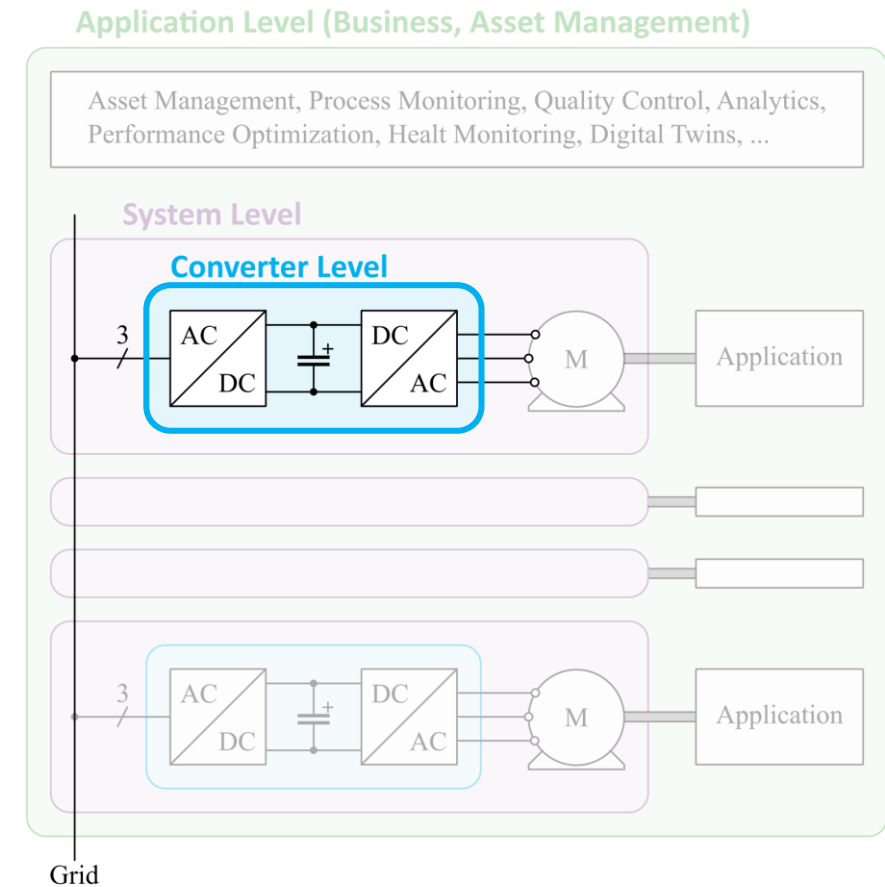 Application Level (Business, Asset Management)
Asset Management, Process Monitoring, Quality Control, Analytics,
Performance Optimization, Healt Monitoring, Digital Twins, ...
System Level
Converter Level
3
AC
DC
+
DC
AC
M
Application
3
AC
DC
+
DC
AC
M
Application
Grid